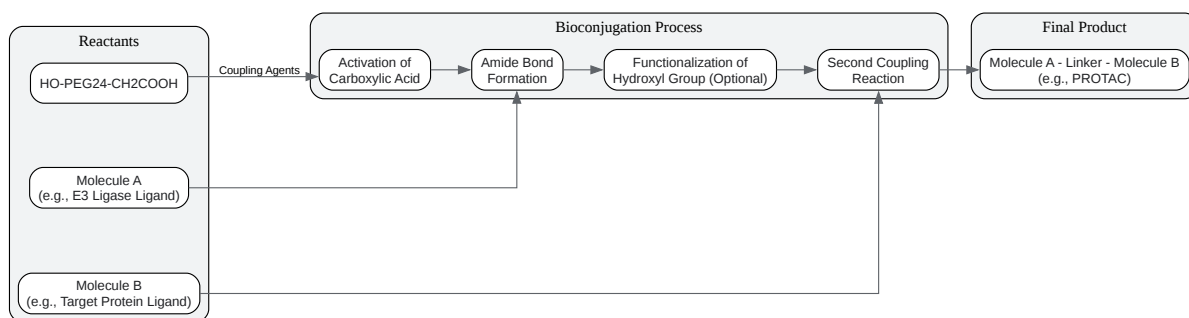 Reactants
HO-PEG24-CH2COOH
Molecule A
(e.g., E3 Ligase Ligand)
Molecule B
(e.g., Target Protein Ligand)
Coupling Agents
Bioconjugation Process
Activation of
Carboxylic Acid
Amide Bond
Formation
Functionalization of
Hydroxyl Group (Optional)
Second Coupling
Reaction
Final Product
Molecule A - Linker - Molecule B
(e.g., PROTAC)